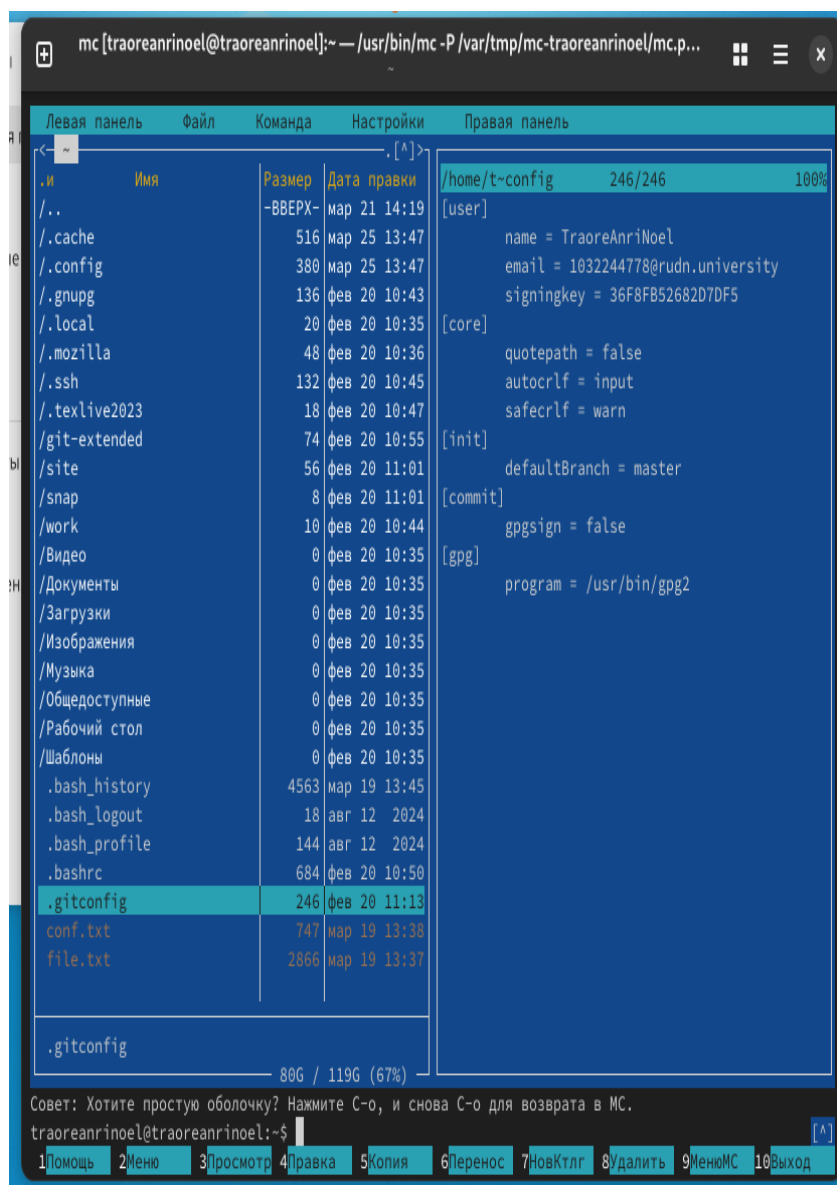 mc [traoreanrinoel@traoreanrinoel]:~ — /usr/bin/mc -P /var/tmp/mc-traoreanrinoel/mc.p...
~
Левая панель Файл Команда Настройки Правая панель
<- ~ .[^]>
.и Имя Размер Дата правки
/.. -ВВЕРХ- мар 21 14:19
/.cache 516 мар 25 13:47
/.config 380 мар 25 13:47
/.gnupg 136 фев 20 10:43
/.local 20 фев 20 10:35
/.mozilla 48 фев 20 10:36
/.ssh 132 фев 20 10:45
/.texlive2023 18 фев 20 10:47
/git-extended 74 фев 20 10:55
/site 56 фев 20 11:01
/snap 8 фев 20 11:01
/work 10 фев 20 10:44
/Видео 0 фев 20 10:35
/Документы 0 фев 20 10:35
/Загрузки 0 фев 20 10:35
/Изображения 0 фев 20 10:35
/Музыка 0 фев 20 10:35
/Общедоступные 0 фев 20 10:35
/Рабочий стол 0 фев 20 10:35
/Шаблоны 0 фев 20 10:35
.bash_history 4563 мар 19 13:45
.bash_logout 18 авг 12 2024
.bash_profile 144 авг 12 2024
.bashrc 684 фев 20 10:50
.gitconfig 246 фев 20 11:13
conf.txt 747 мар 19 13:38
file.txt 2866 мар 19 13:37
.gitconfig
80G / 119G (67%)
/home/t~config 246/246 100%
[user]
name = TraoreAnriNoel
email = 1032244778@rudn.university
signingkey = 36F8FB52682D7DF5
[core]
quotepath = false
autocrlf = input
safecrlf = warn
[init]
defaultBranch = master
[commit]
gpgsign = false
[gpg]
program = /usr/bin/gpg2
Совет: Хотите простую оболочку? Нажмите C-o, и снова C-o для возврата в MC.
traoreanrinoel@traoreanrinoel:~$ [^]
1Помощь 2Меню 3Просмотр 4Правка 5Копия 6Перенос 7НовКтлг 8Удалить 9МенюMC 10Выход